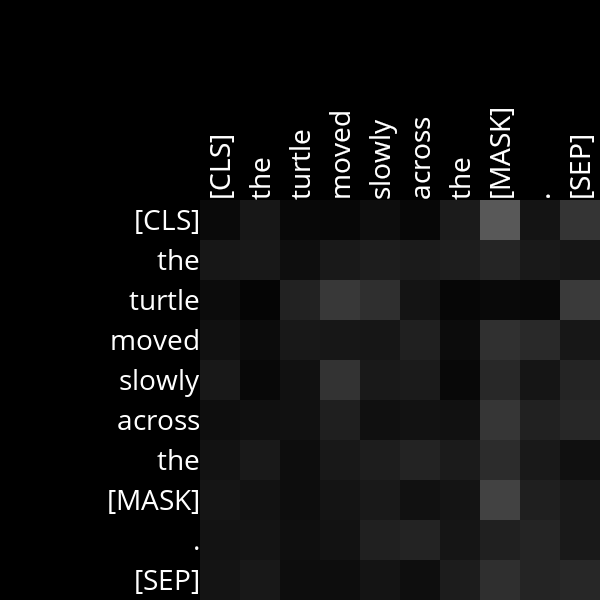 [CLS] the turtle moved slowly across the [MASK] . [SEP]
[CLS]
the
turtle
moved
slowly
across
the
[MASK]
.
[SEP]